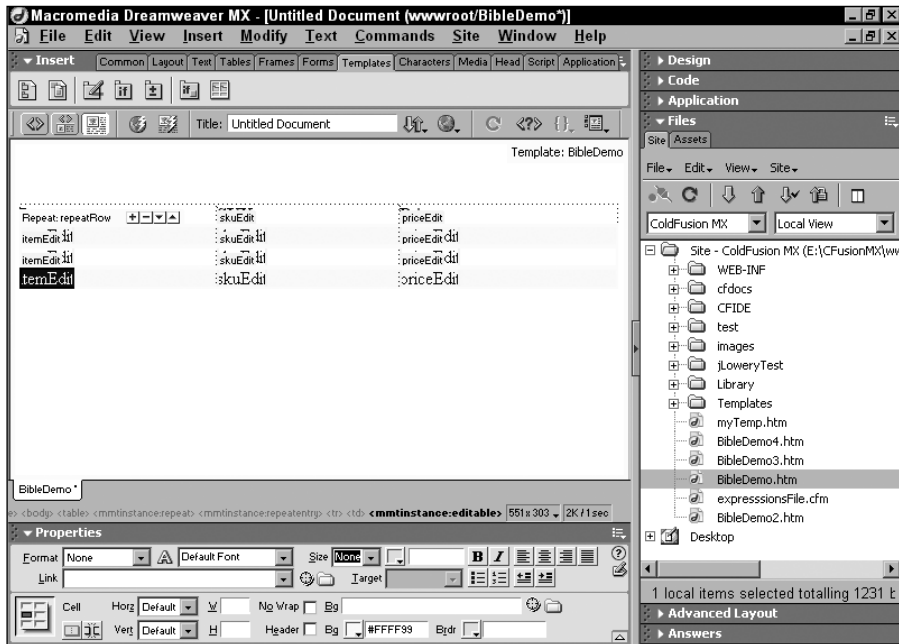 Macromedia Dreamweaver MX - [Untitled Document (wwwroot/BibleDemo*)]
File Edit View Insert Modify Text Commands Site Window Help
Insert Common Layout Text Tables Frames Forms Templates Characters Media Head Script Application
Title: Untitled Document
Template: BibleDemo
Repeat: repeatRow skuEdit priceEdit
itemEdit skuEdit priceEdit
itemEdit skuEdit priceEdit
temEdit skuEdit priceEdit
BibleDemo*
<body> <table> <mmtinstance:repeat> <mmtinstance:repeatentry> <tr> <td> <mmtinstance:editable> 551 x 303 2K / 1 sec
Properties
Format None Default Font Size None B I
Link Target
Cell Horz Default W No Wrap Bg
Vert Default H Header Bg #FFFF99 Brdr
Design
Code
Application
Files
Site Assets
File Edit View Site
ColdFusion MX Local View
Site - ColdFusion MX (E:\CFusionMX\ww
WEB-INF
cfdocs
CFIDE
test
images
jLoweryTest
Library
Templates
myTemp.htm
BibleDemo4.htm
BibleDemo3.htm
BibleDemo.htm
expresssionsFile.cfm
BibleDemo2.htm
Desktop
1 local items selected totalling 1231 b
Advanced Layout
Answers